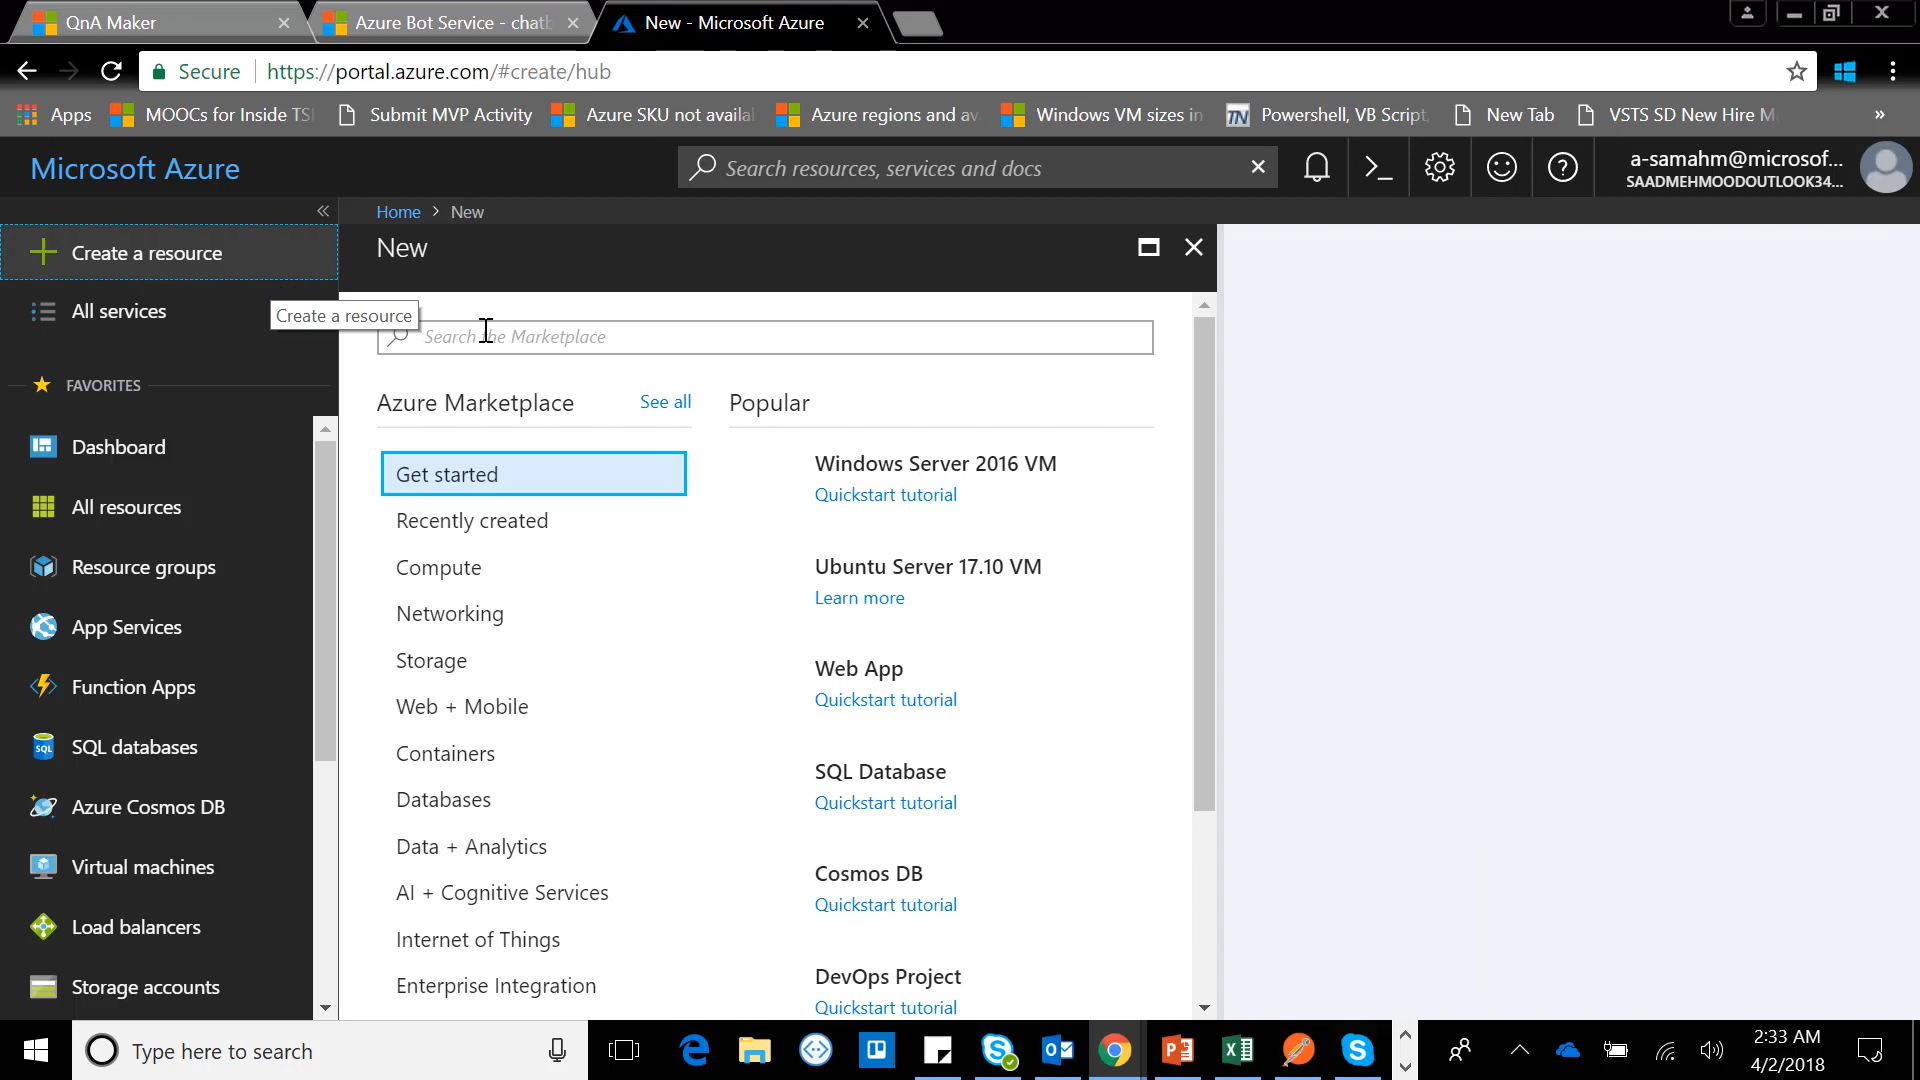 QnA Maker
Azure Bot Service - chatb
New - Microsoft Azure
Secure
https://portal.azure.com/#create/hub
Apps
MOOCs for Inside TSI
Submit MVP Activity
Azure SKU not availal
Azure regions and av
Windows VM sizes in
TN
Powershell, VB Script,
New Tab
VSTS SD New Hire M
»
Microsoft Azure
Search resources, services and docs
a-samahm@microsof...
SAADMEHMOODOUTLOOK34...
Home > New
New
Create a resource
All services
Create a resource
Search the Marketplace
FAVORITES
Dashboard
All resources
Resource groups
App Services
Function Apps
SQL
SQL databases
Azure Cosmos DB
Virtual machines
Load balancers
Storage accounts
Azure Marketplace
See all
Get started
Recently created
Compute
Networking
Storage
Web + Mobile
Containers
Databases
Data + Analytics
AI + Cognitive Services
Internet of Things
Enterprise Integration
Popular
Windows Server 2016 VM
Quickstart tutorial
Ubuntu Server 17.10 VM
Learn more
Web App
Quickstart tutorial
SQL Database
Quickstart tutorial
Cosmos DB
Quickstart tutorial
DevOps Project
Quickstart tutorial
Type here to search
2:33 AM
4/2/2018